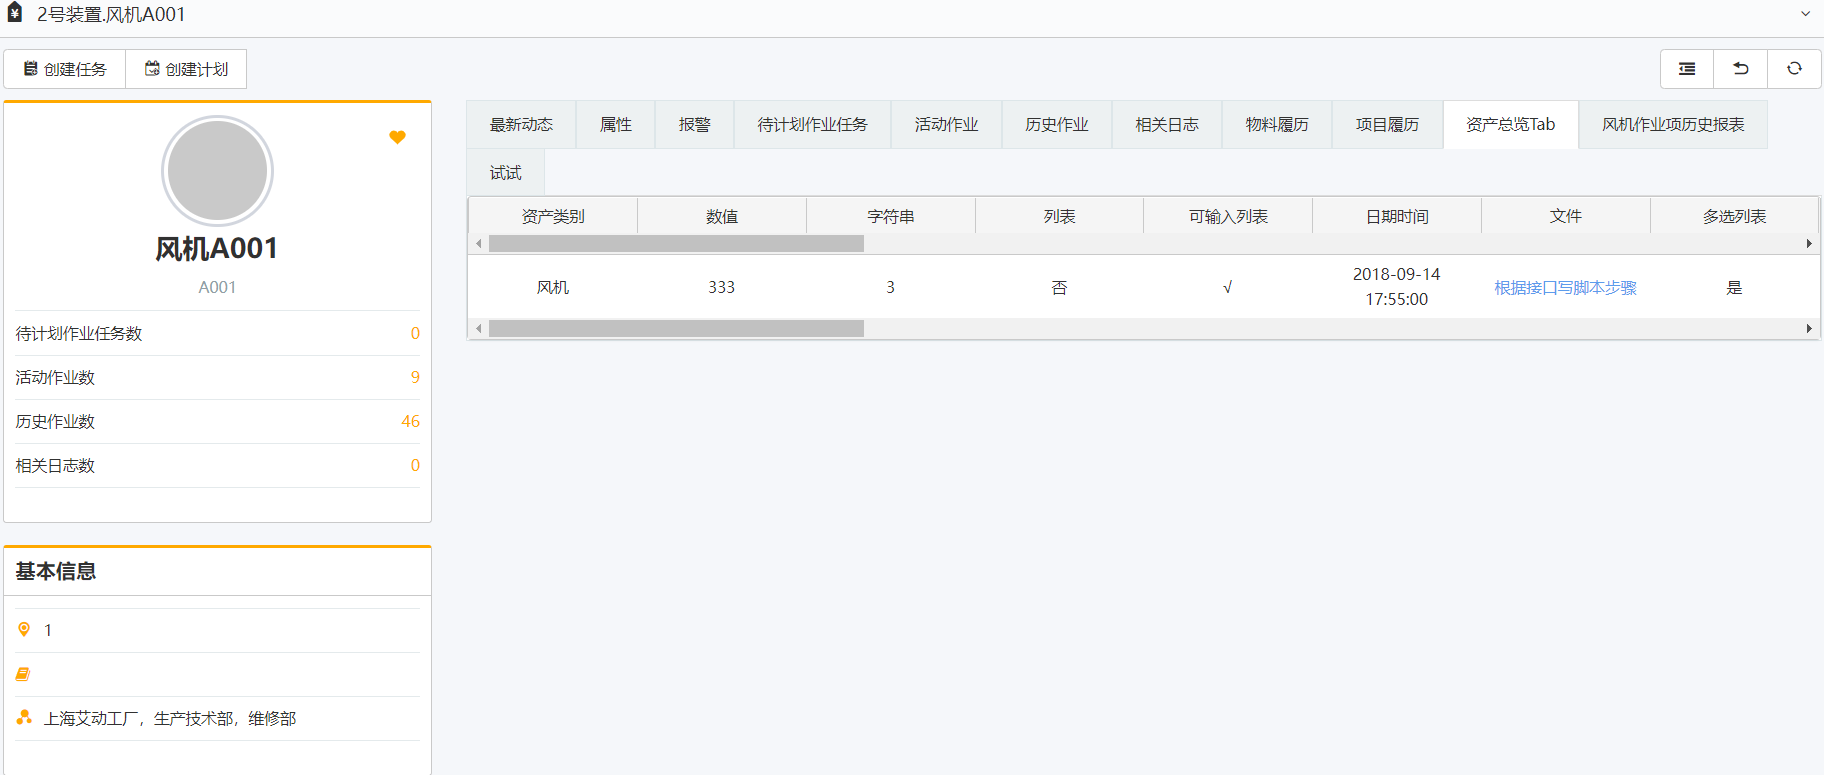 2号装置.风机A001
创建任务 创建计划
风机A001
A001
待计划作业任务数 0
活动作业数 9
历史作业数 46
相关日志数 0
基本信息
1
上海艾动工厂，生产技术部，维修部
最新动态 属性 报警 待计划作业任务 活动作业 历史作业 相关日志 物料履历 项目履历 资产总览Tab 风机作业项历史报表
试试
资产类别 数值 字符串 列表 可输入列表 日期时间 文件 多选列表
风机 333 3 否 √ 2018-09-14 17:55:00 根据接口写脚本步骤 是